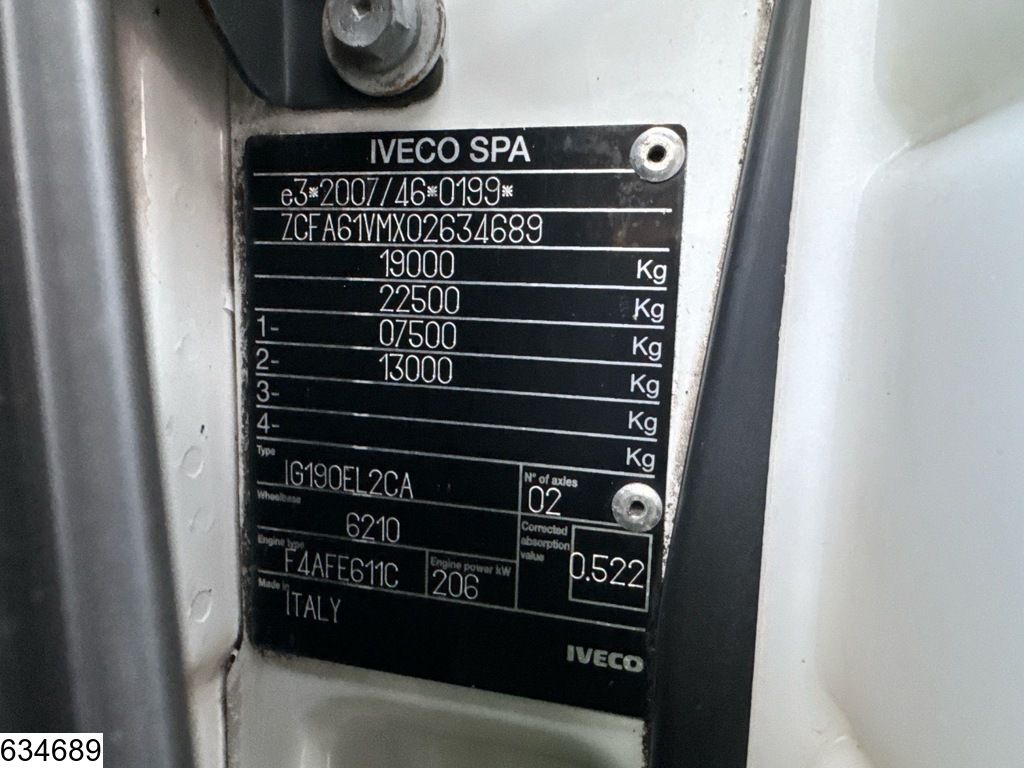 IVECO SPA
e3*2007/46*0199*
ZCFA61VMX02634689
19000 Kg
22500 Kg
1- 07500 Kg
2- 13000 Kg
3- Kg
4- Kg
Type IG190EL2CA
N° of axles 02
Wheelbase 6210
Corrected absorption value 0.522
Engine type F4AFE611C
Engine power kW 206
Made in ITALY
IVECO
634689